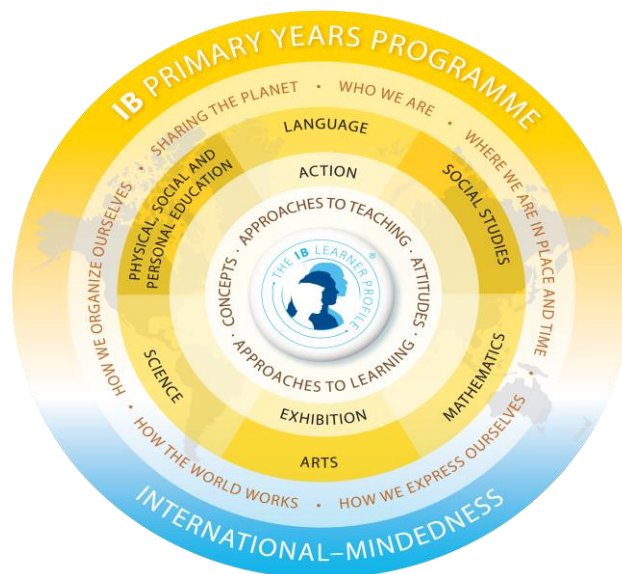 IB PRIMARY YEARS PROGRAMME
SHARING THE PLANET • WHO WE ARE • WHERE WE ARE IN PLACE AND TIME •
HOW WE ORGANIZE OURSELVES • HOW THE WORLD WORKS • HOW WE EXPRESS OURSELVES •
LANGUAGE
SOCIAL STUDIES
MATHEMATICS
ARTS
SCIENCE
PHYSICAL, SOCIAL AND
PERSONAL EDUCATION
ACTION
EXHIBITION
APPROACHES TO TEACHING · ATTITUDES ·
CONCEPTS · APPROACHES TO LEARNING ·
THE IB LEARNER PROFILE ®
INTERNATIONAL–MINDEDNESS